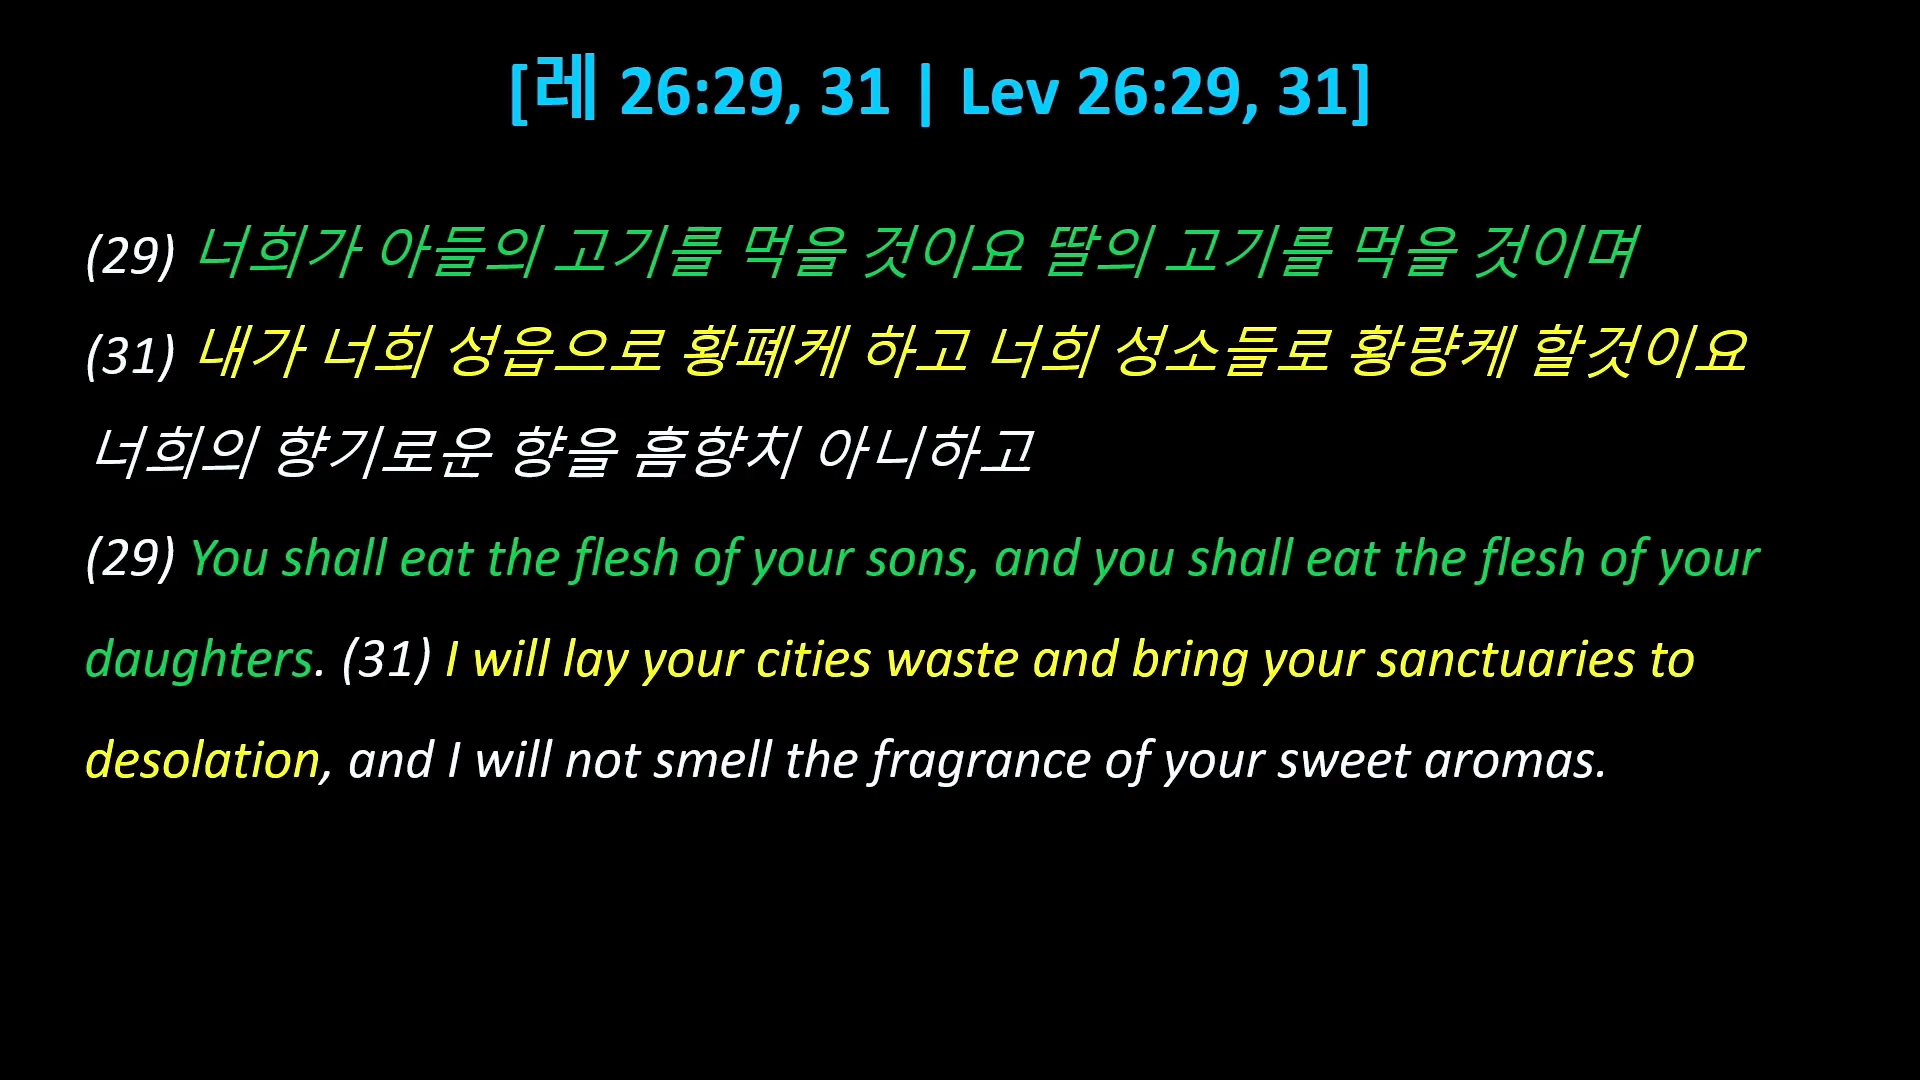 [레 26:29, 31 | Lev 26:29, 31]
(29) 너희가 아들의 고기를 먹을 것이요 딸의 고기를 먹을 것이며
(31) 내가 너희 성읍으로 황폐케 하고 너희 성소들로 황량케 할것이요
너희의 향기로운 향을 흠향치 아니하고
(29) You shall eat the flesh of your sons, and you shall eat the flesh of your
daughters. (31) I will lay your cities waste and bring your sanctuaries to
desolation, and I will not smell the fragrance of your sweet aromas.